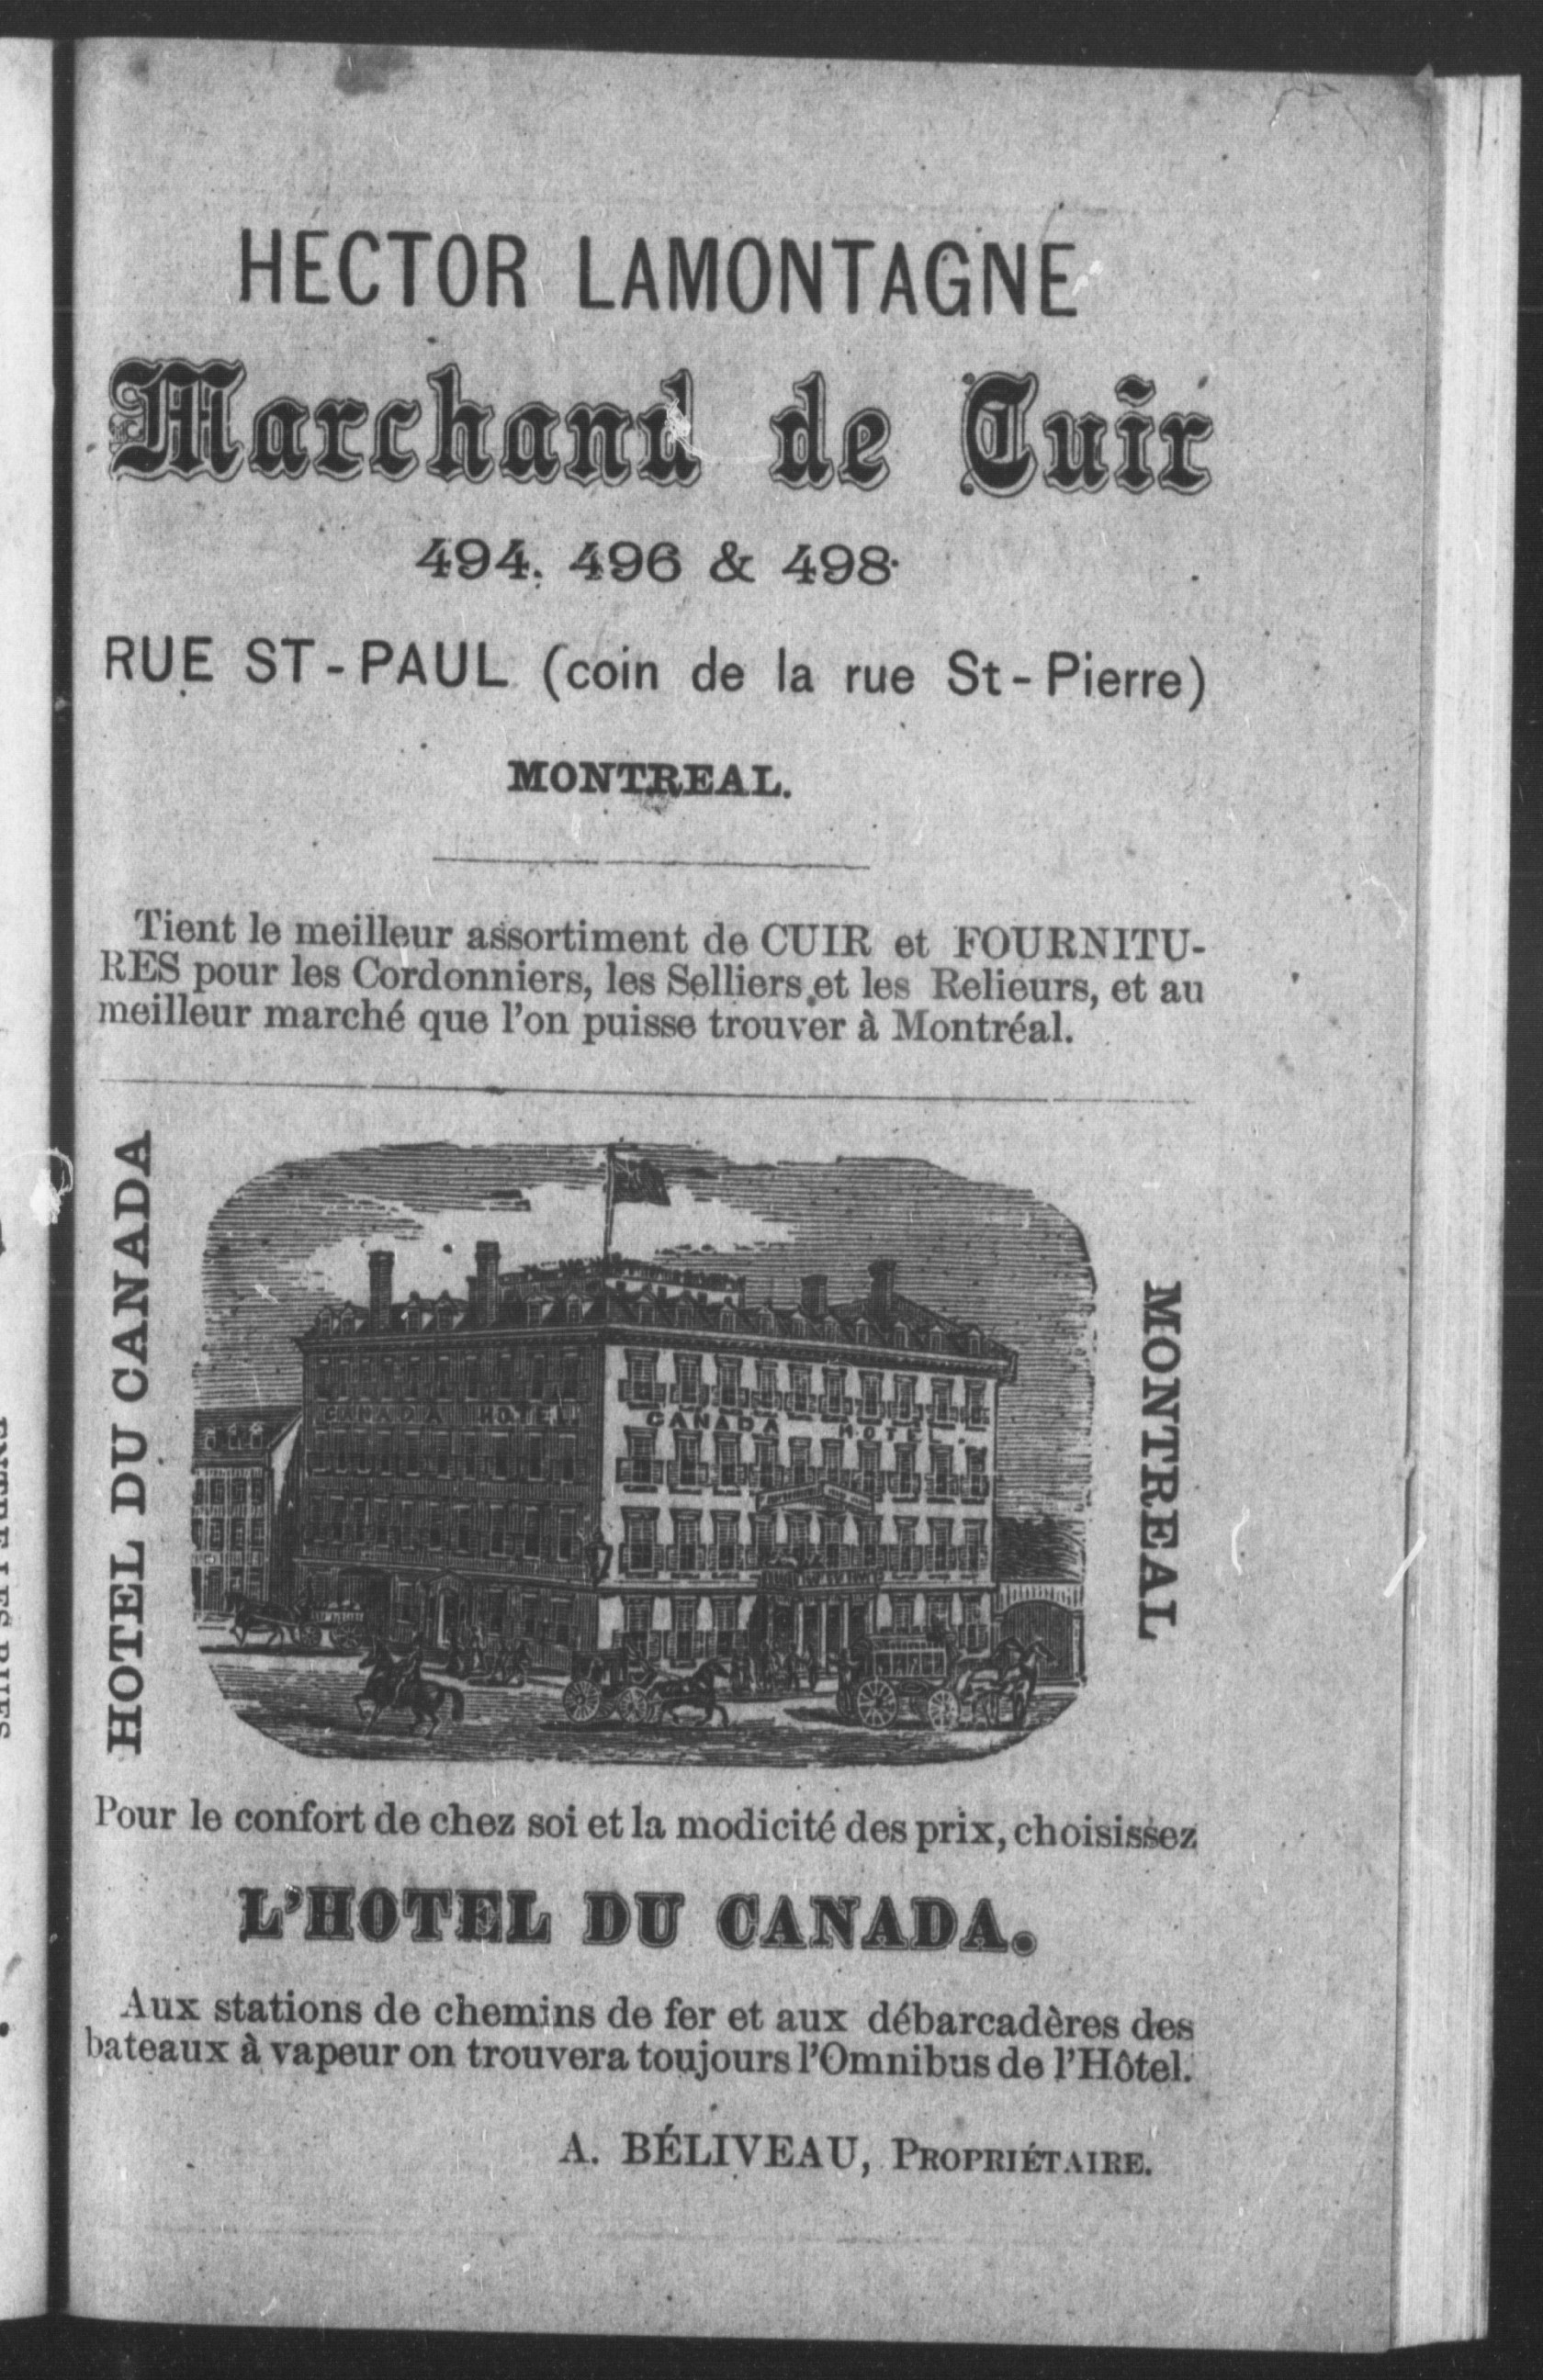 HECTOR LAMONTAGNE
Marchand de Cuir
494, 496 & 498
RUE ST-PAUL (coin de la rue St-Pierre)
MONTREAL.
Tient le meilleur assortiment de CUIR et FOURNITU-
RES pour les Cordonniers, les Selliers et les Relieurs, et au
meilleur marché que l'on puisse trouver à Montréal.
HOTEL DU CANADA
CANADA HOTEL
CANADA HOTEL.
MONTREAL
Pour le confort de chez soi et la modicité des prix, choisissez
L'HOTEL DU CANADA.
Aux stations de chemins de fer et aux débarcadères des
bateaux à vapeur on trouvera toujours l'Omnibus de l'Hôtel.
A. BÉLIVEAU, PROPRIÉTAIRE.